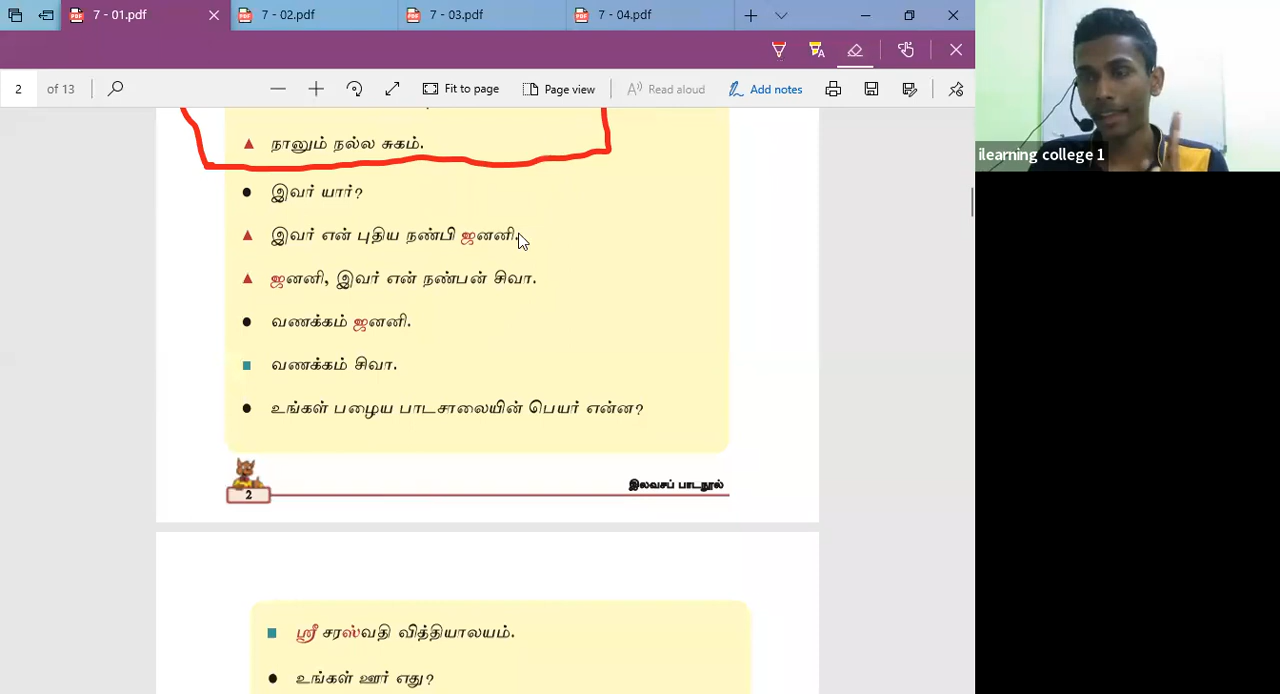 7 - 01.pdf
7 - 02.pdf
7 - 03.pdf
7 - 04.pdf
2 of 13
Fit to page
Page view
Read aloud
Add notes
நானும் நல்ல சுகம்.
இவர் யார்?
இவர் என் புதிய நண்பி ஜனனி.
ஜனனி, இவர் என் நண்பன் சிவா.
வணக்கம் ஜனனி.
வணக்கம் சிவா.
உங்கள் பழைய பாடசாலையின் பெயர் என்ன?
2
இலவசப் பாடநூல்
ஸ்ரீ சரஸ்வதி வித்தியாலயம்.
உங்கள் ஊர் எது?
ilearning college 1